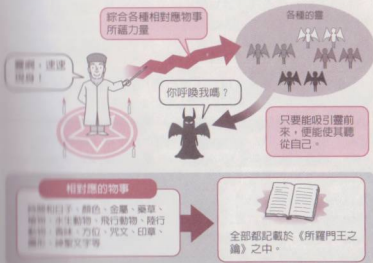 綜合各種相對應物事
所蘊力量
各種的靈
靈啊，速速
現身！
你呼喚我嗎？
只要能吸引靈前
來，便能使其聽
從自己。
相對應的物事
時間和日子、顏色、金屬、藥草、
植物、水生動物、飛行動物、陸行
動物、香味、方位、咒文、印章、
圖形、神聖文字等
全部都記載於《所羅門王之
鑰》之中。